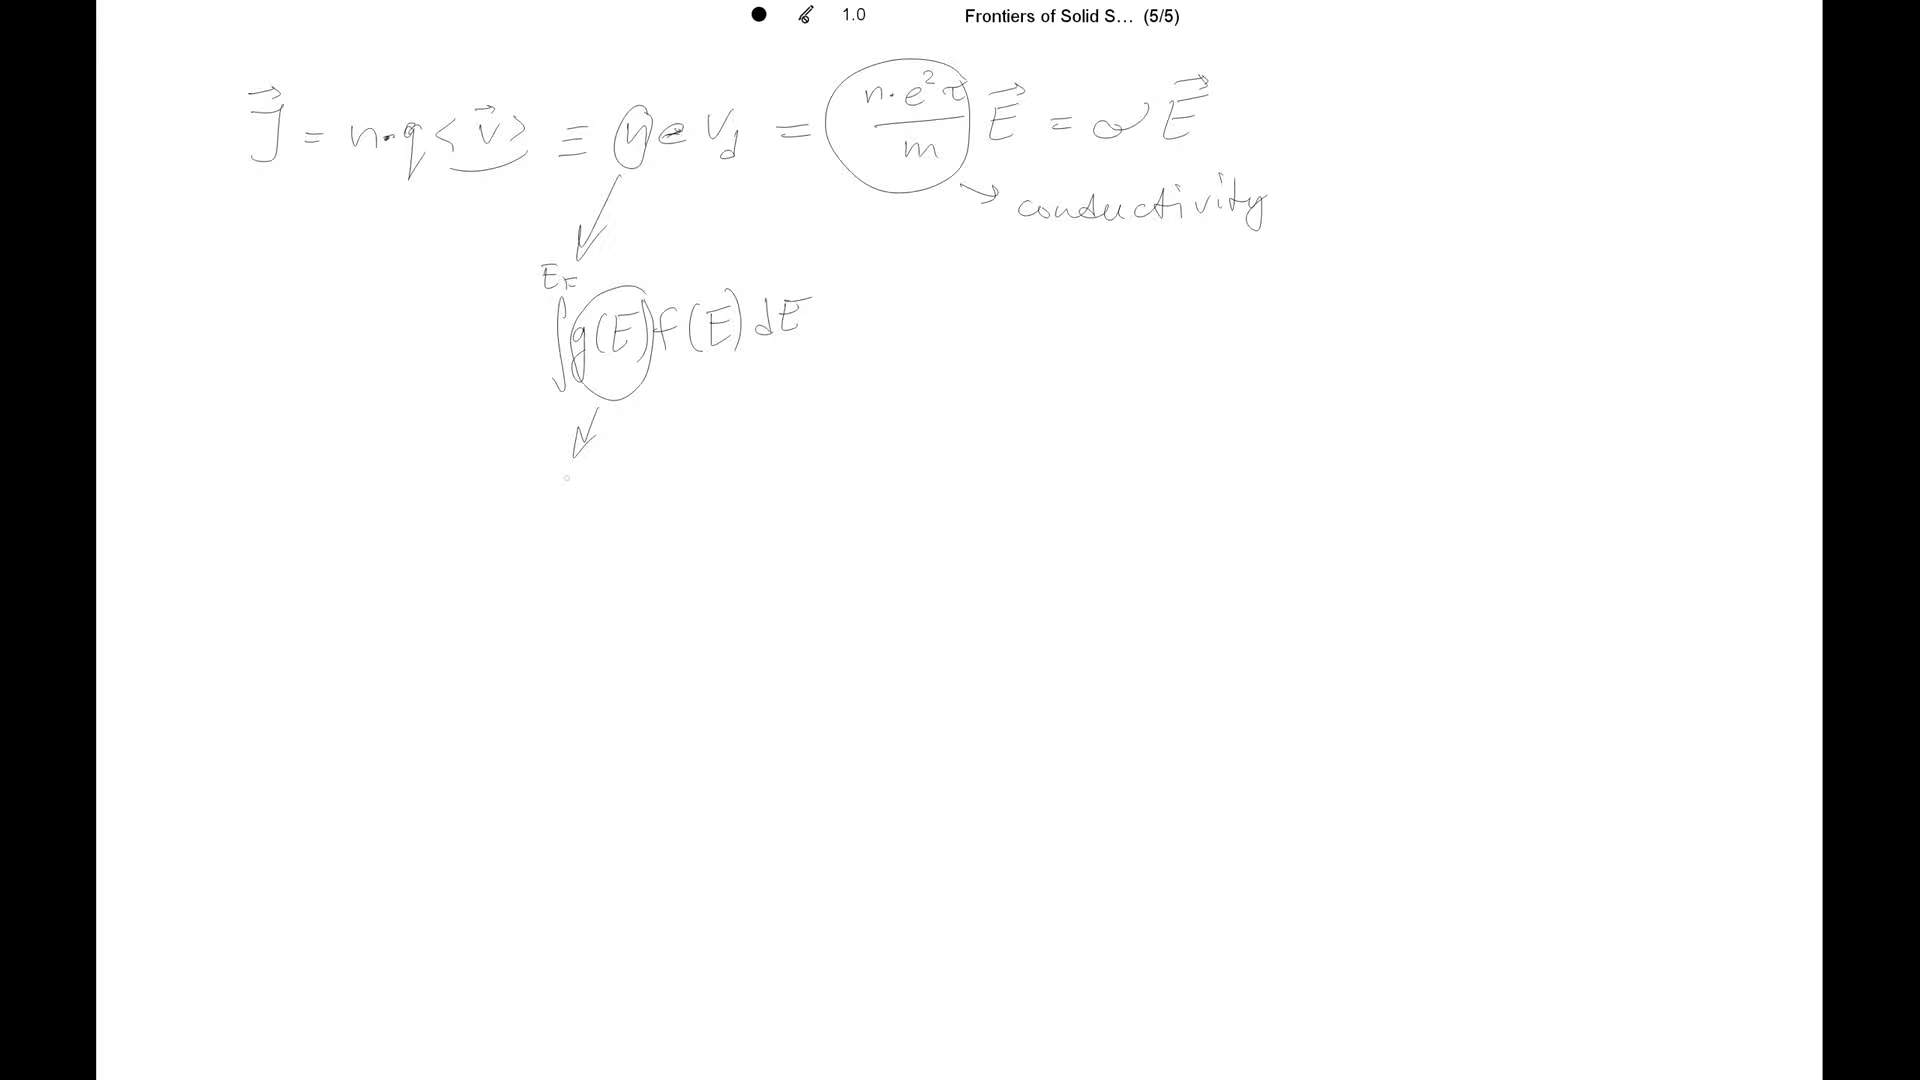 1.0 Frontiers of Solid S... (5/5)
J⃗ = n·q<v⃗> ≡ n e v_d = n·e²τ/m E⃗ = σ E⃗
conductivity
∫^{E_F} g(E) f(E) dE